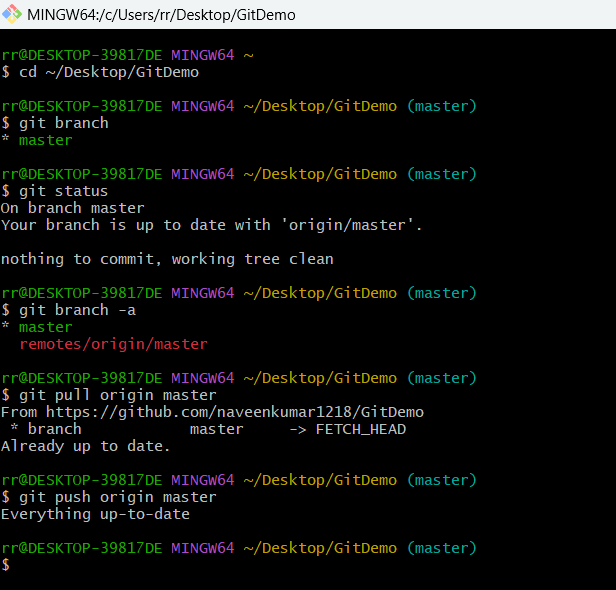 MINGW64:/c/Users/rr/Desktop/GitDemo
rr@DESKTOP-39817DE MINGW64 ~
$ cd ~/Desktop/GitDemo
rr@DESKTOP-39817DE MINGW64 ~/Desktop/GitDemo (master)
$ git branch
* master
rr@DESKTOP-39817DE MINGW64 ~/Desktop/GitDemo (master)
$ git status
On branch master
Your branch is up to date with 'origin/master'.
nothing to commit, working tree clean
rr@DESKTOP-39817DE MINGW64 ~/Desktop/GitDemo (master)
$ git branch -a
* master
  remotes/origin/master
rr@DESKTOP-39817DE MINGW64 ~/Desktop/GitDemo (master)
$ git pull origin master
From https://github.com/naveenkumar1218/GitDemo
 * branch            master     -> FETCH_HEAD
Already up to date.
rr@DESKTOP-39817DE MINGW64 ~/Desktop/GitDemo (master)
$ git push origin master
Everything up-to-date
rr@DESKTOP-39817DE MINGW64 ~/Desktop/GitDemo (master)
$